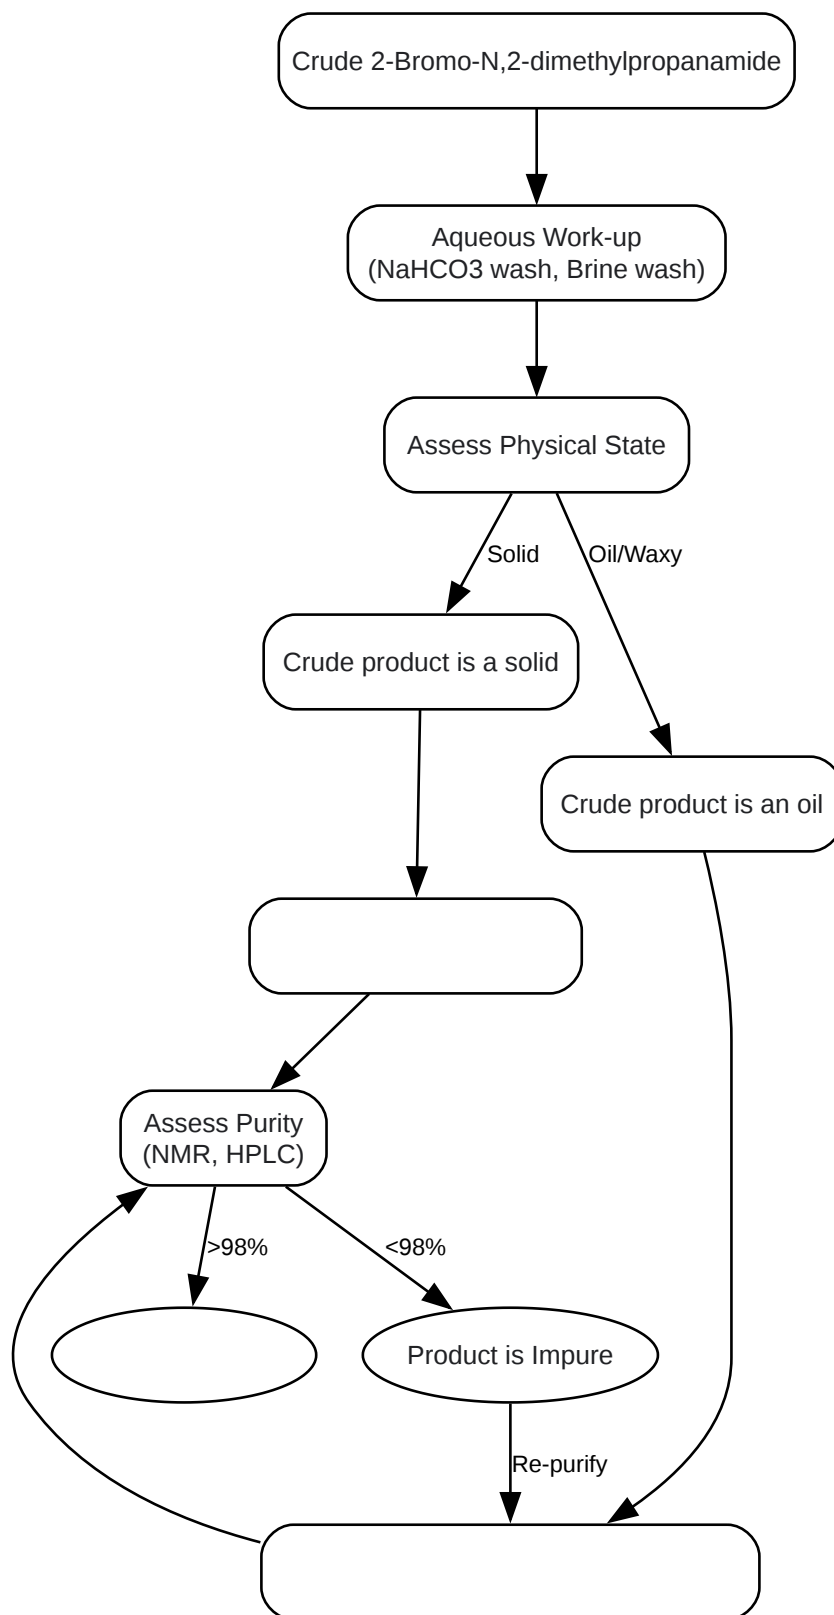 Crude 2-Bromo-N,2-dimethylpropanamide
Aqueous Work-up
(NaHCO3 wash, Brine wash)
Assess Physical State
Solid
Oil/Waxy
Crude product is a solid
Crude product is an oil
Assess Purity
(NMR, HPLC)
>98%
<98%
Product is Impure
Re-purify